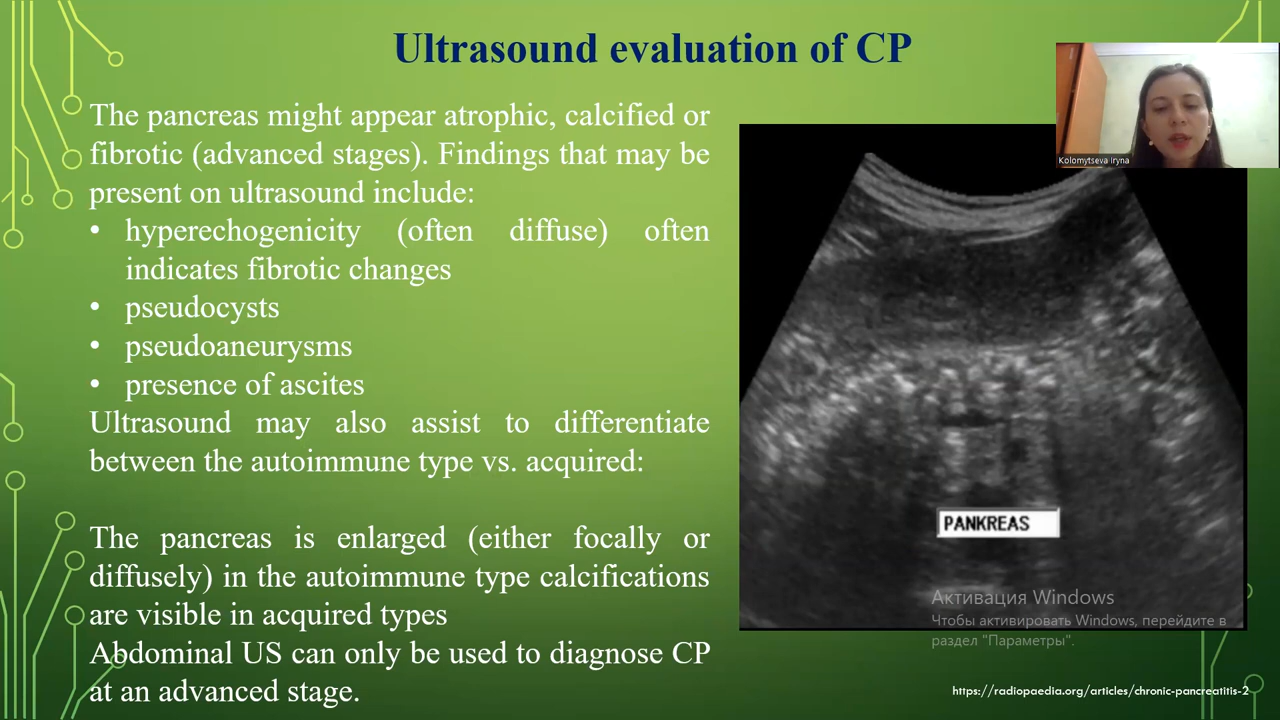 Ultrasound evaluation of CP
The pancreas might appear atrophic, calcified or
fibrotic (advanced stages). Findings that may be
present on ultrasound include:
• hyperechogenicity (often diffuse) often
indicates fibrotic changes
• pseudocysts
• pseudoaneurysms
• presence of ascites
Ultrasound may also assist to differentiate
between the autoimmune type vs. acquired:
The pancreas is enlarged (either focally or
diffusely) in the autoimmune type calcifications
are visible in acquired types
Abdominal US can only be used to diagnose CP
at an advanced stage.
Kolomytseva Iryna
PANKREAS
Активация Windows
Чтобы активировать Windows, перейдите в
раздел "Параметры".
https://radiopaedia.org/articles/chronic-pancreatitis-2